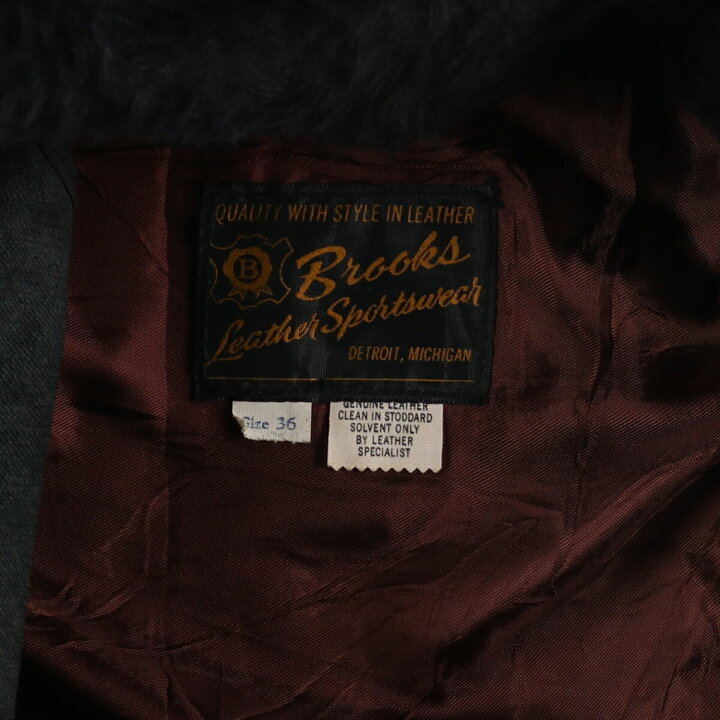 QUALITY WITH STYLE IN LEATHER
B
Brooks
Leather Sportswear
DETROIT, MICHIGAN
Size 36
GENUINE LEATHER
CLEAN IN STODDARD
SOLVENT ONLY
BY LEATHER
SPECIALIST